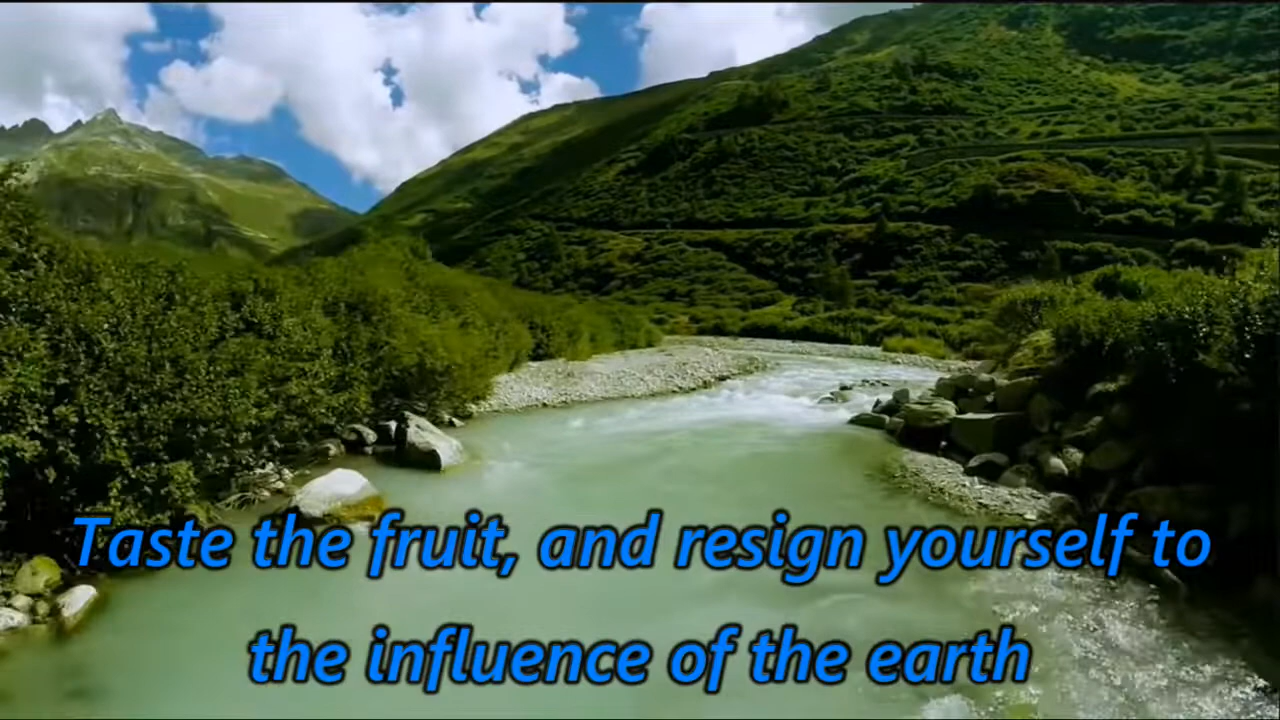 Taste the fruit, and resign yourself to
the influence of the earth